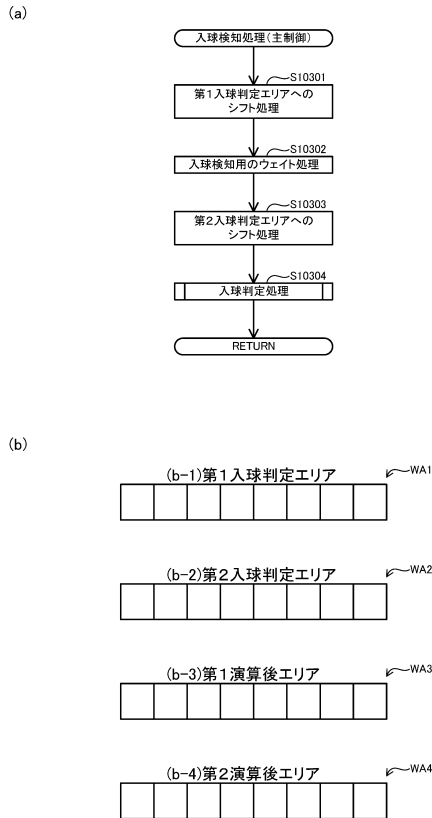 (a)
入球検知処理(主制御)
S10301
第1入球判定エリアへの
シフト処理
S10302
入球検知用のウェイト処理
S10303
第2入球判定エリアへの
シフト処理
S10304
入球判定処理
RETURN
(b)
(b-1)第1入球判定エリア
WA1
(b-2)第2入球判定エリア
WA2
(b-3)第1演算後エリア
WA3
(b-4)第2演算後エリア
WA4